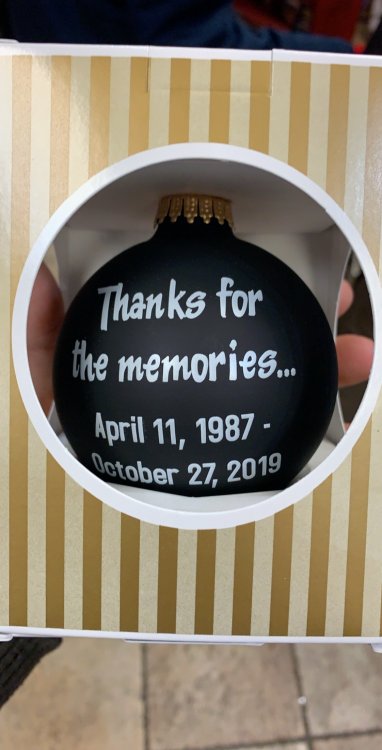 Thanks for
the memories...
April 11, 1987 -
October 27, 2019